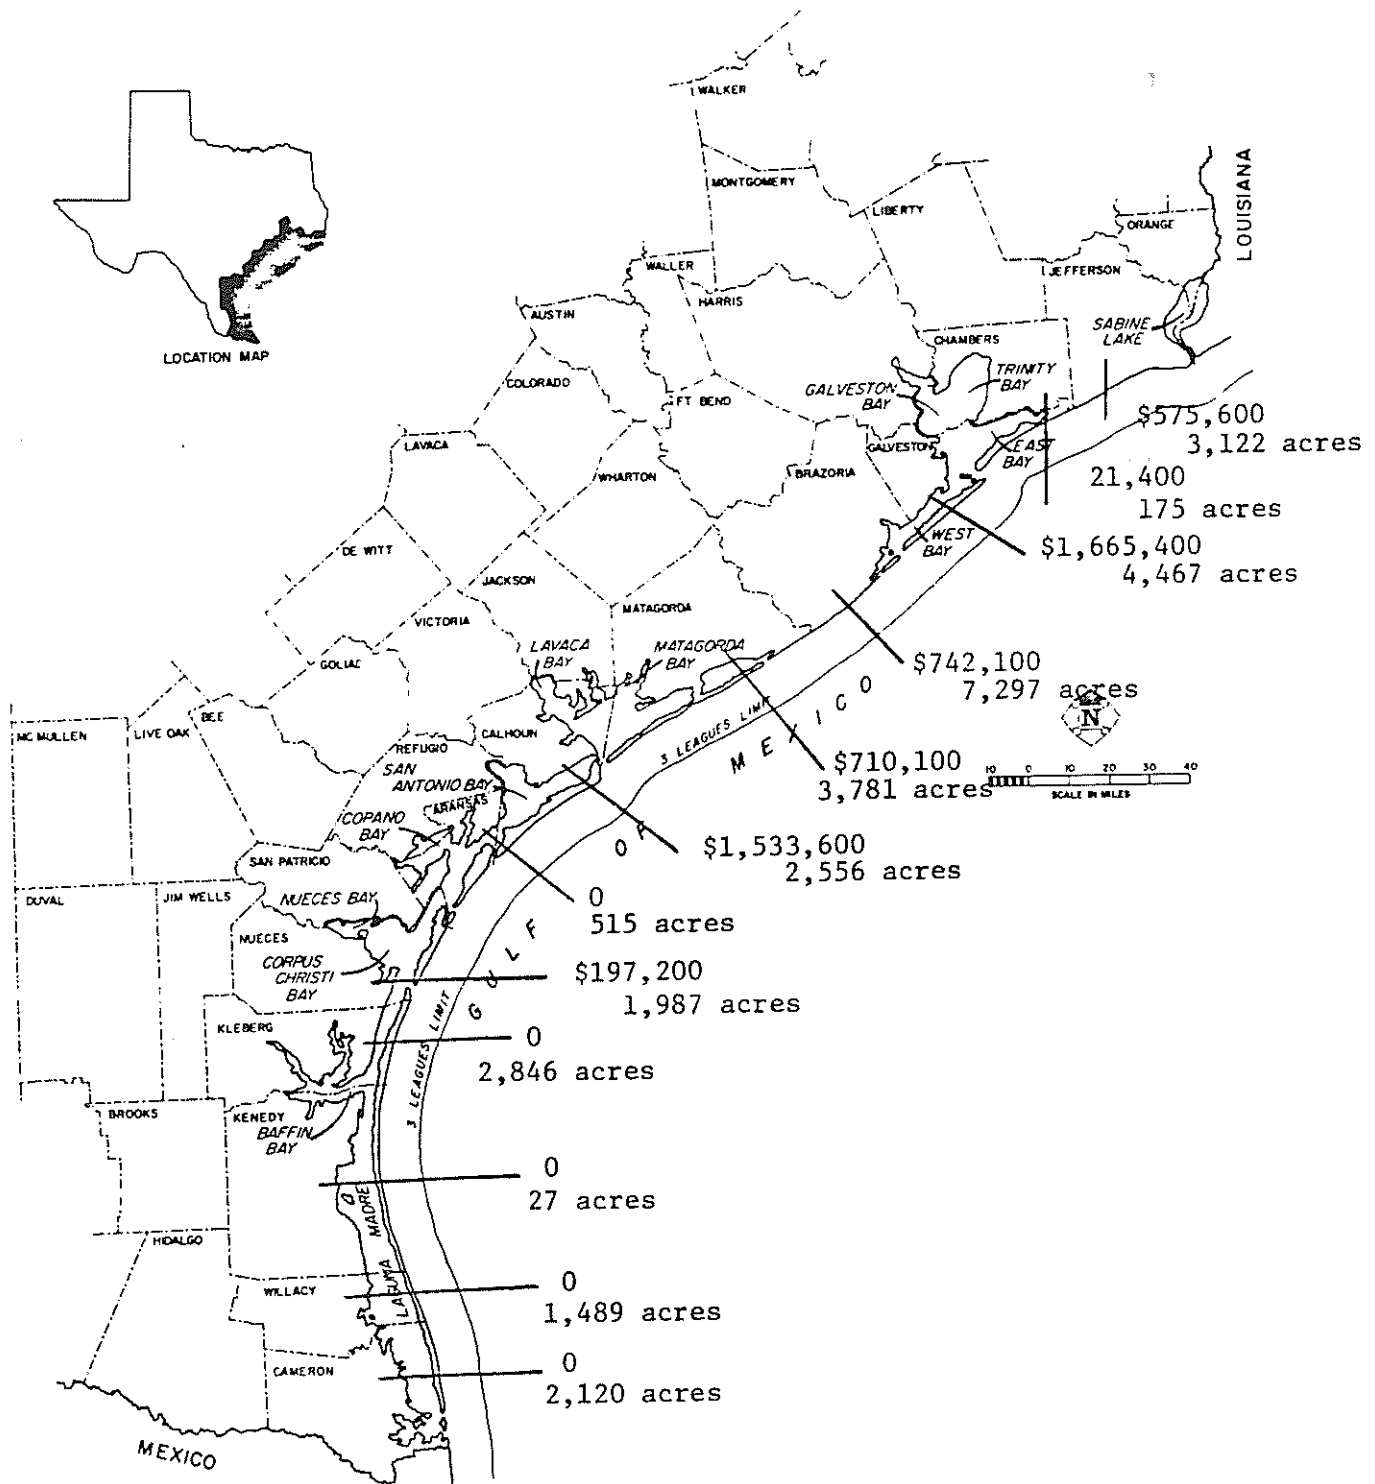 WALKER
MONTGOMERY
LIBERTY
ORANGE
LOUISIANA
JEFFERSON
WALLER
HARRIS
AUSTIN
CHAMBERS
SABINE
LAKE
LOCATION MAP
COLORADO
FT BEND
GALVESTON
BAY
TRINITY
BAY
$575,600
3,122 acres
LAVACA
WHARTON
BRAZORIA
GALVESTON
EAST
BAY
21,400
175 acres
WEST
BAY
$1,665,400
4,467 acres
DE WITT
JACKSON
VICTORIA
MATAGORDA
GOLIAD
LAVACA
BAY
MATAGORDA
BAY
$742,100
7,297 acres
N
MC MULLEN
LIVE OAK
BEE
REFUGIO
CALHOUN
3 LEAGUES LIMIT
GULF OF MEXICO
$710,100
3,781 acres
10 0 10 20 30 40
SCALE IN MILES
SAN
ANTONIO BAY
ARANSAS
COPANO
BAY
$1,533,600
2,556 acres
SAN PATRICIO
DUVAL
JIM WELLS
NUECES BAY
0
515 acres
NUECES
CORPUS
CHRISTI
BAY
$197,200
1,987 acres
3 LEAGUES LIMIT
KLEBERG
0
2,846 acres
BROOKS
KENEDY
BAFFIN
BAY
0
27 acres
LAGUNA MADRE
HIDALGO
WILLACY
0
1,489 acres
CAMERON
0
2,120 acres
MEXICO